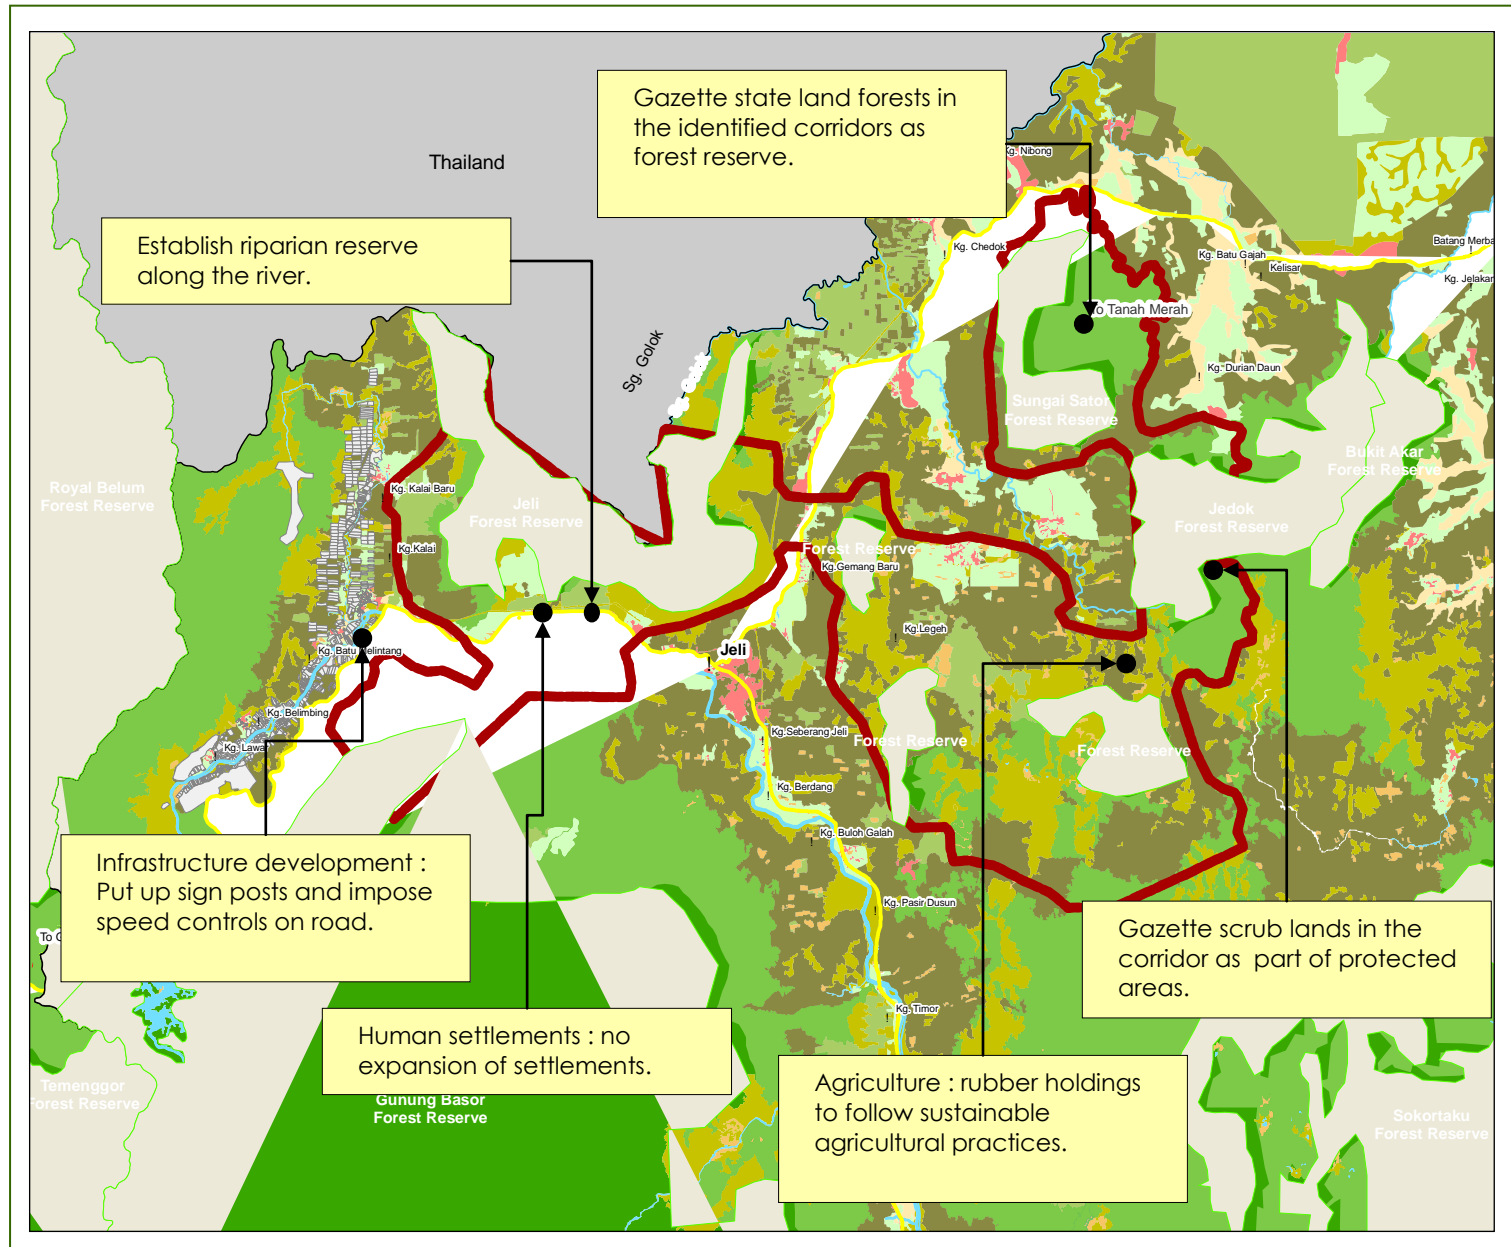 Thailand
Gazette state land forests in
the identified corridors as
forest reserve.
Kg. Nibong
Establish riparian reserve
along the river.
Kg. Chedok
Kg. Batu Gajah
Kelisar
Batang Merba
Kg. Jelakar
To Tanah Merah
Sg. Golok
Kg. Durian Daun
Sungai Sator
Forest Reserve
Bukit Akar
Forest Reserve
Royal Belum
Forest Reserve
Kg. Kalai Baru
Jeli
Forest Reserve
Jedok
Forest Reserve
Kg.Kalai
Forest Reserve
Kg.Gemang Baru
Kg.Legeh
Kg. Batu Melintang
Jeli
Kg. Belimbing
Kg. Lawar
Kg.Seberang Jeli
Forest Reserve
Forest Reserve
Kg. Berdang
Kg. Buloh Galah
Infrastructure development :
Put up sign posts and impose
speed controls on road.
Kg. Pasir Dusun
Gazette scrub lands in the
corridor as part of protected
areas.
To G
Kg. Timor
Human settlements : no
expansion of settlements.
Agriculture : rubber holdings
to follow sustainable
agricultural practices.
Temenggor
Forest Reserve
Gunung Basor
Forest Reserve
Sokortaku
Forest Reserve